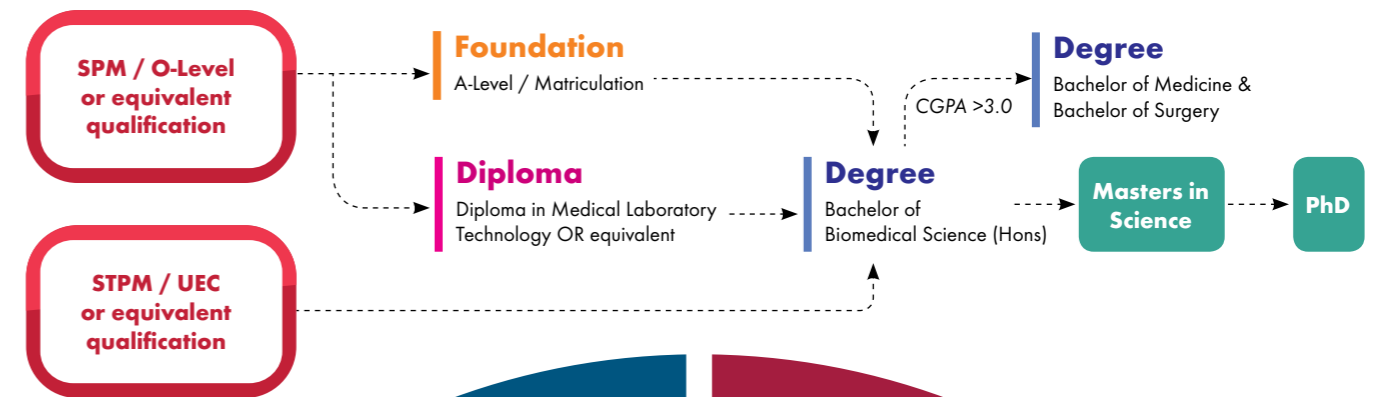 SPM / O-Level
or equivalent
qualification
Foundation
A-Level / Matriculation
Diploma
Diploma in Medical Laboratory
Technology OR equivalent
STPM / UEC
or equivalent
qualification
Degree
Bachelor of
Biomedical Science (Hons)
CGPA >3.0
Degree
Bachelor of Medicine &
Bachelor of Surgery
Masters in
Science
PhD